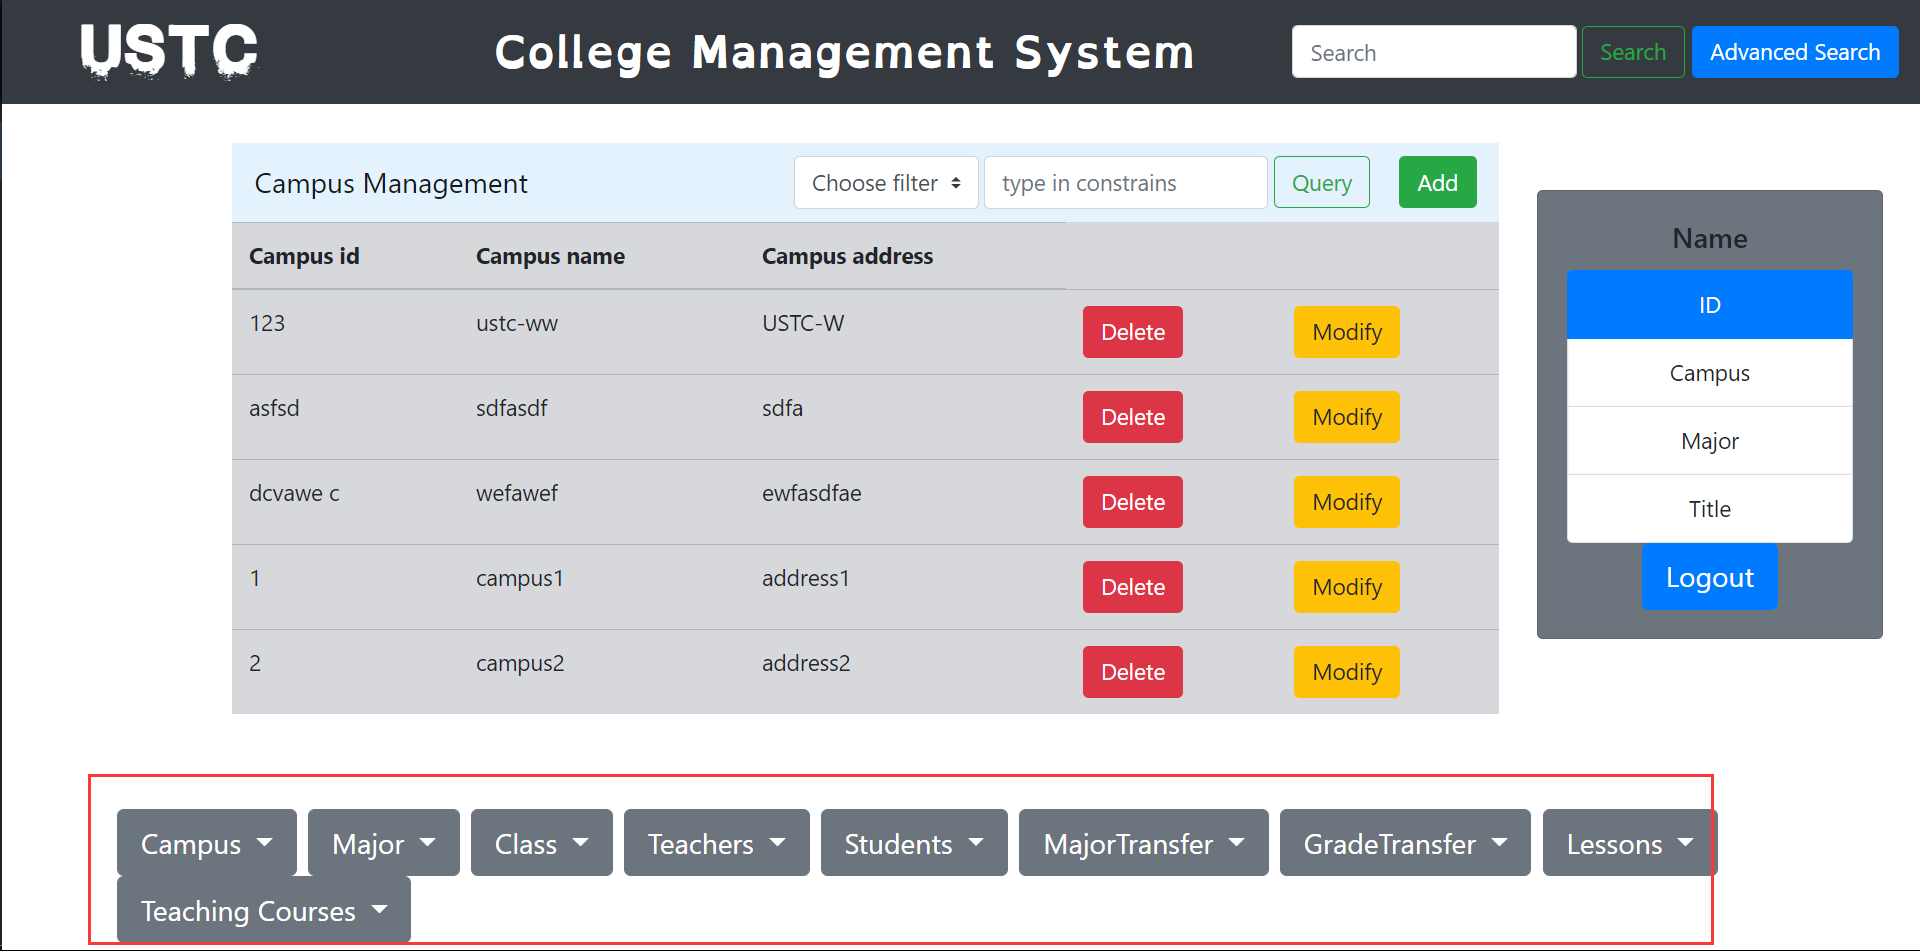 USTC College Management System Search Search Advanced Search
Campus Management Choose filter type in constrains Query Add
Campus id Campus name Campus address
123 ustc-ww USTC-W Delete Modify
asfsd sdfasdf sdfa Delete Modify
dcvawe c wefawef ewfasdfae Delete Modify
1 campus1 address1 Delete Modify
2 campus2 address2 Delete Modify
Name
ID
Campus
Major
Title
Logout
Campus Major Class Teachers Students MajorTransfer GradeTransfer Lessons
Teaching Courses